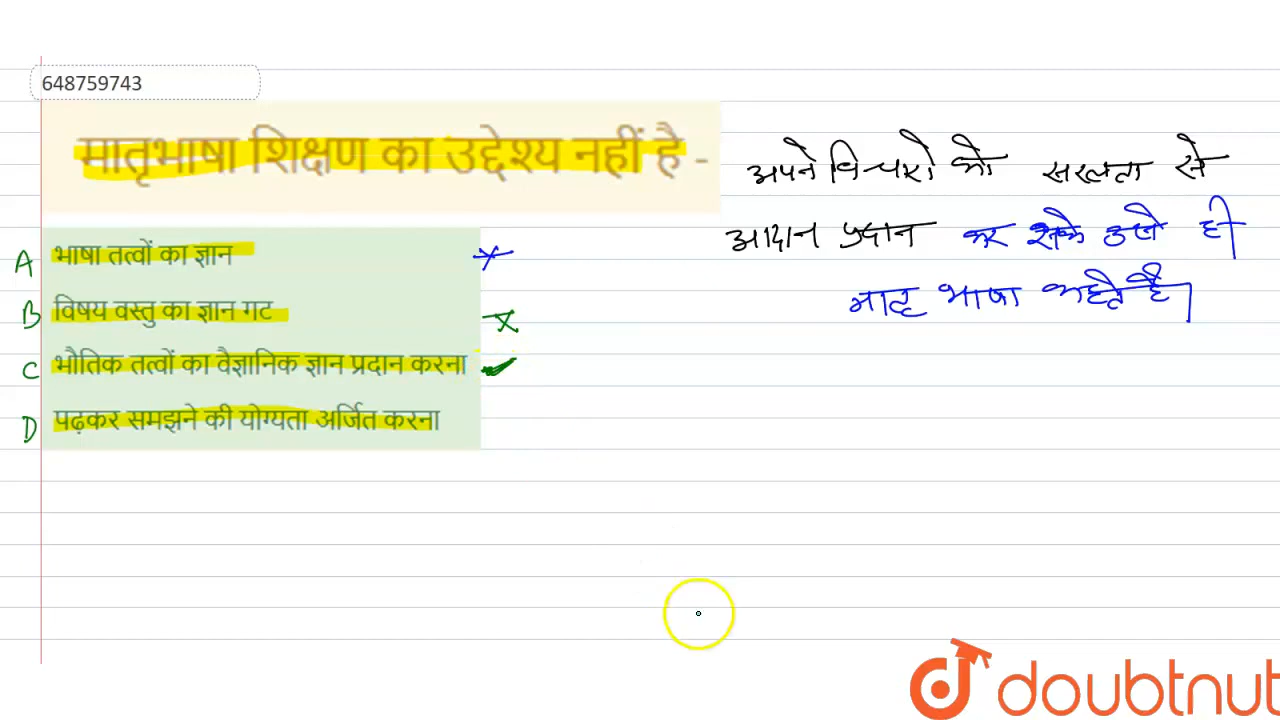 648759743
मातृभाषा शिक्षण का उद्देश्य नहीं है -
A भाषा तत्वों का ज्ञान
B विषय वस्तु का ज्ञान गट
C भौतिक तत्वों का वैज्ञानिक ज्ञान प्रदान करना
D पढ़कर समझने की योग्यता अर्जित करना
अपने विचारो को सरलता से
आदान प्रदान कर सके उसे ही
मातृ भाषा कहते है।
doubtnut